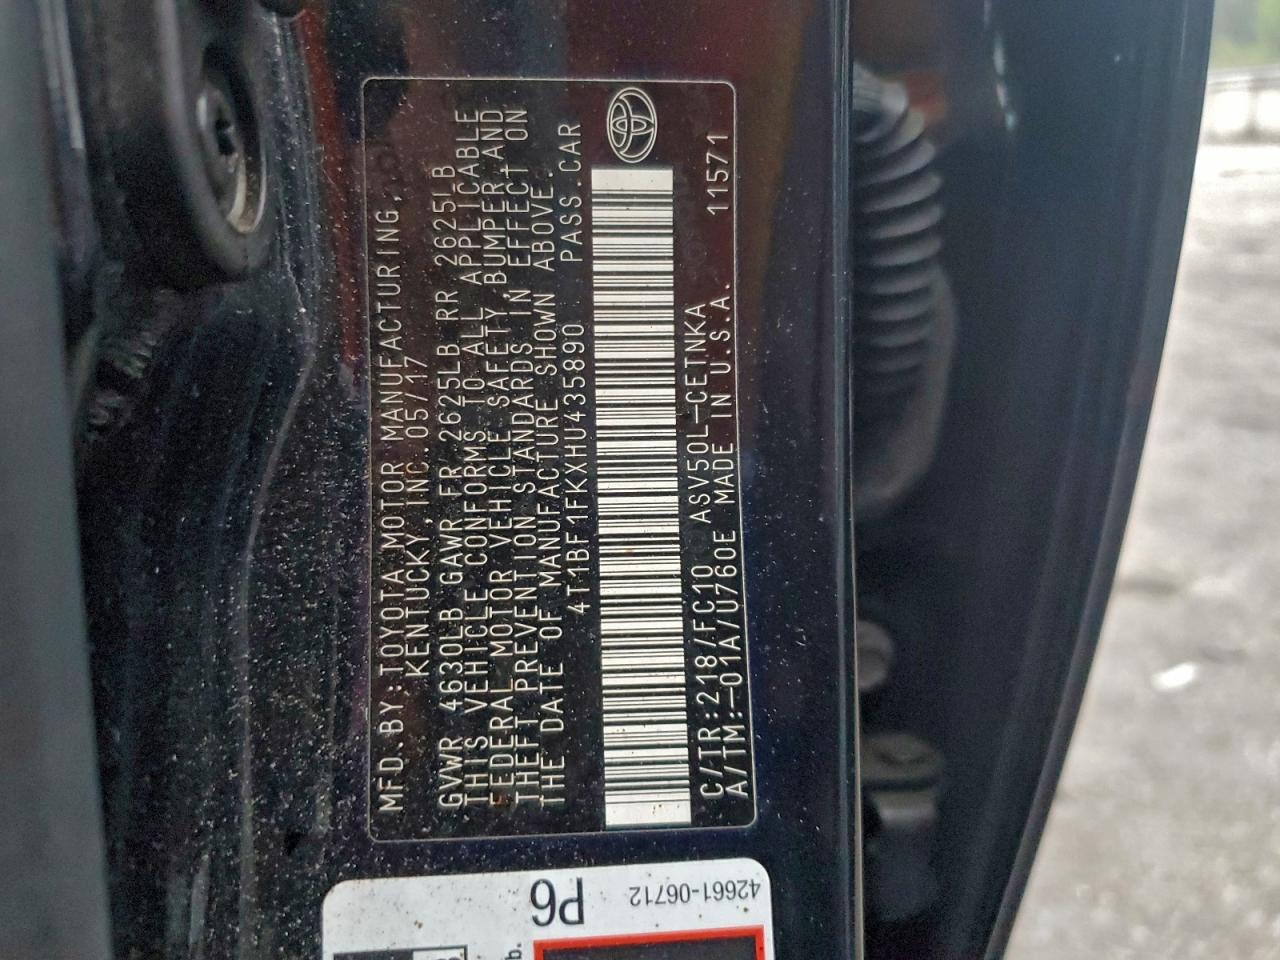 MFD.BY:TOYOTA MOTOR MANUFACTURING,
KENTUCKY,INC. 05/17
GVWR 4630LB GAWR FR 2625LB RR 2625LB
THIS VEHICLE CONFORMS TO ALL APPLICABLE
FEDERAL MOTOR VEHICLE SAFETY,BUMPER,AND
THEFT PREVENTION STANDARDS IN EFFECT ON
THE DATE OF MANUFACTURE SHOWN ABOVE.
4T1BF1FKXHU435890 PASS.CAR
C/TR:218/FC10 ASV50L-CETNKA
A/TM:-01A/U760E MADE IN U.S.A. 11571
P6
42661-06712